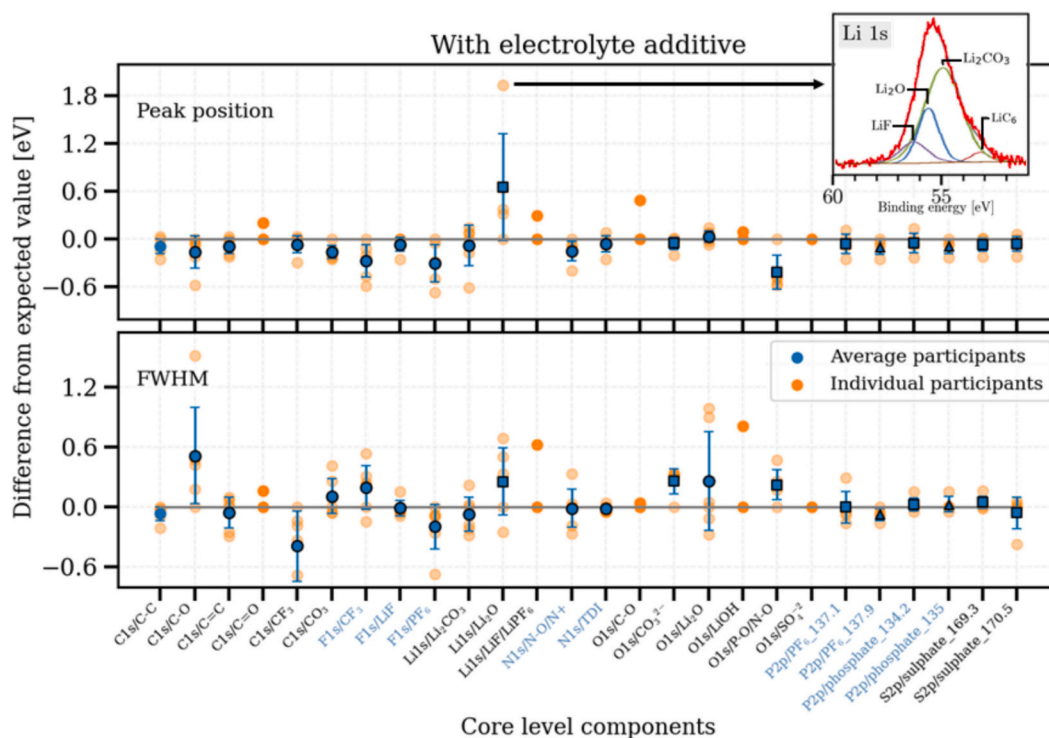 With electrolyte additive
Li 1s
Li₂CO₃
Li₂O
LiF
LiC₆
60
55
Binding energy [eV]
Difference from expected value [eV]
Peak position
1.8
1.2
0.6
0.0
−0.6
FWHM
Average participants
Individual participants
1.2
0.6
0.0
−0.6
C1s/C-C
C1s/C-O
C1s/C=C
C1s/C=O
C1s/CF₃
C1s/CO₃
F1s/CF₃
F1s/LiF
F1s/PF₆
Li1s/Li₂CO₃
Li1s/Li₂O
Li1s/LiF/LiPF₆
N1s/N-O/N+
N1s/TDI
O1s/C-O
O1s/CO₃²⁻
O1s/Li₂O
O1s/LiOH
O1s/P-O/N-O
O1s/SO₄⁻²
P2p/PF₆_137.1
P2p/PF₆_137.9
P2p/phosphate_134.2
P2p/phosphate_135
S2p/sulphate_169.3
S2p/sulphate_170.5
Core level components